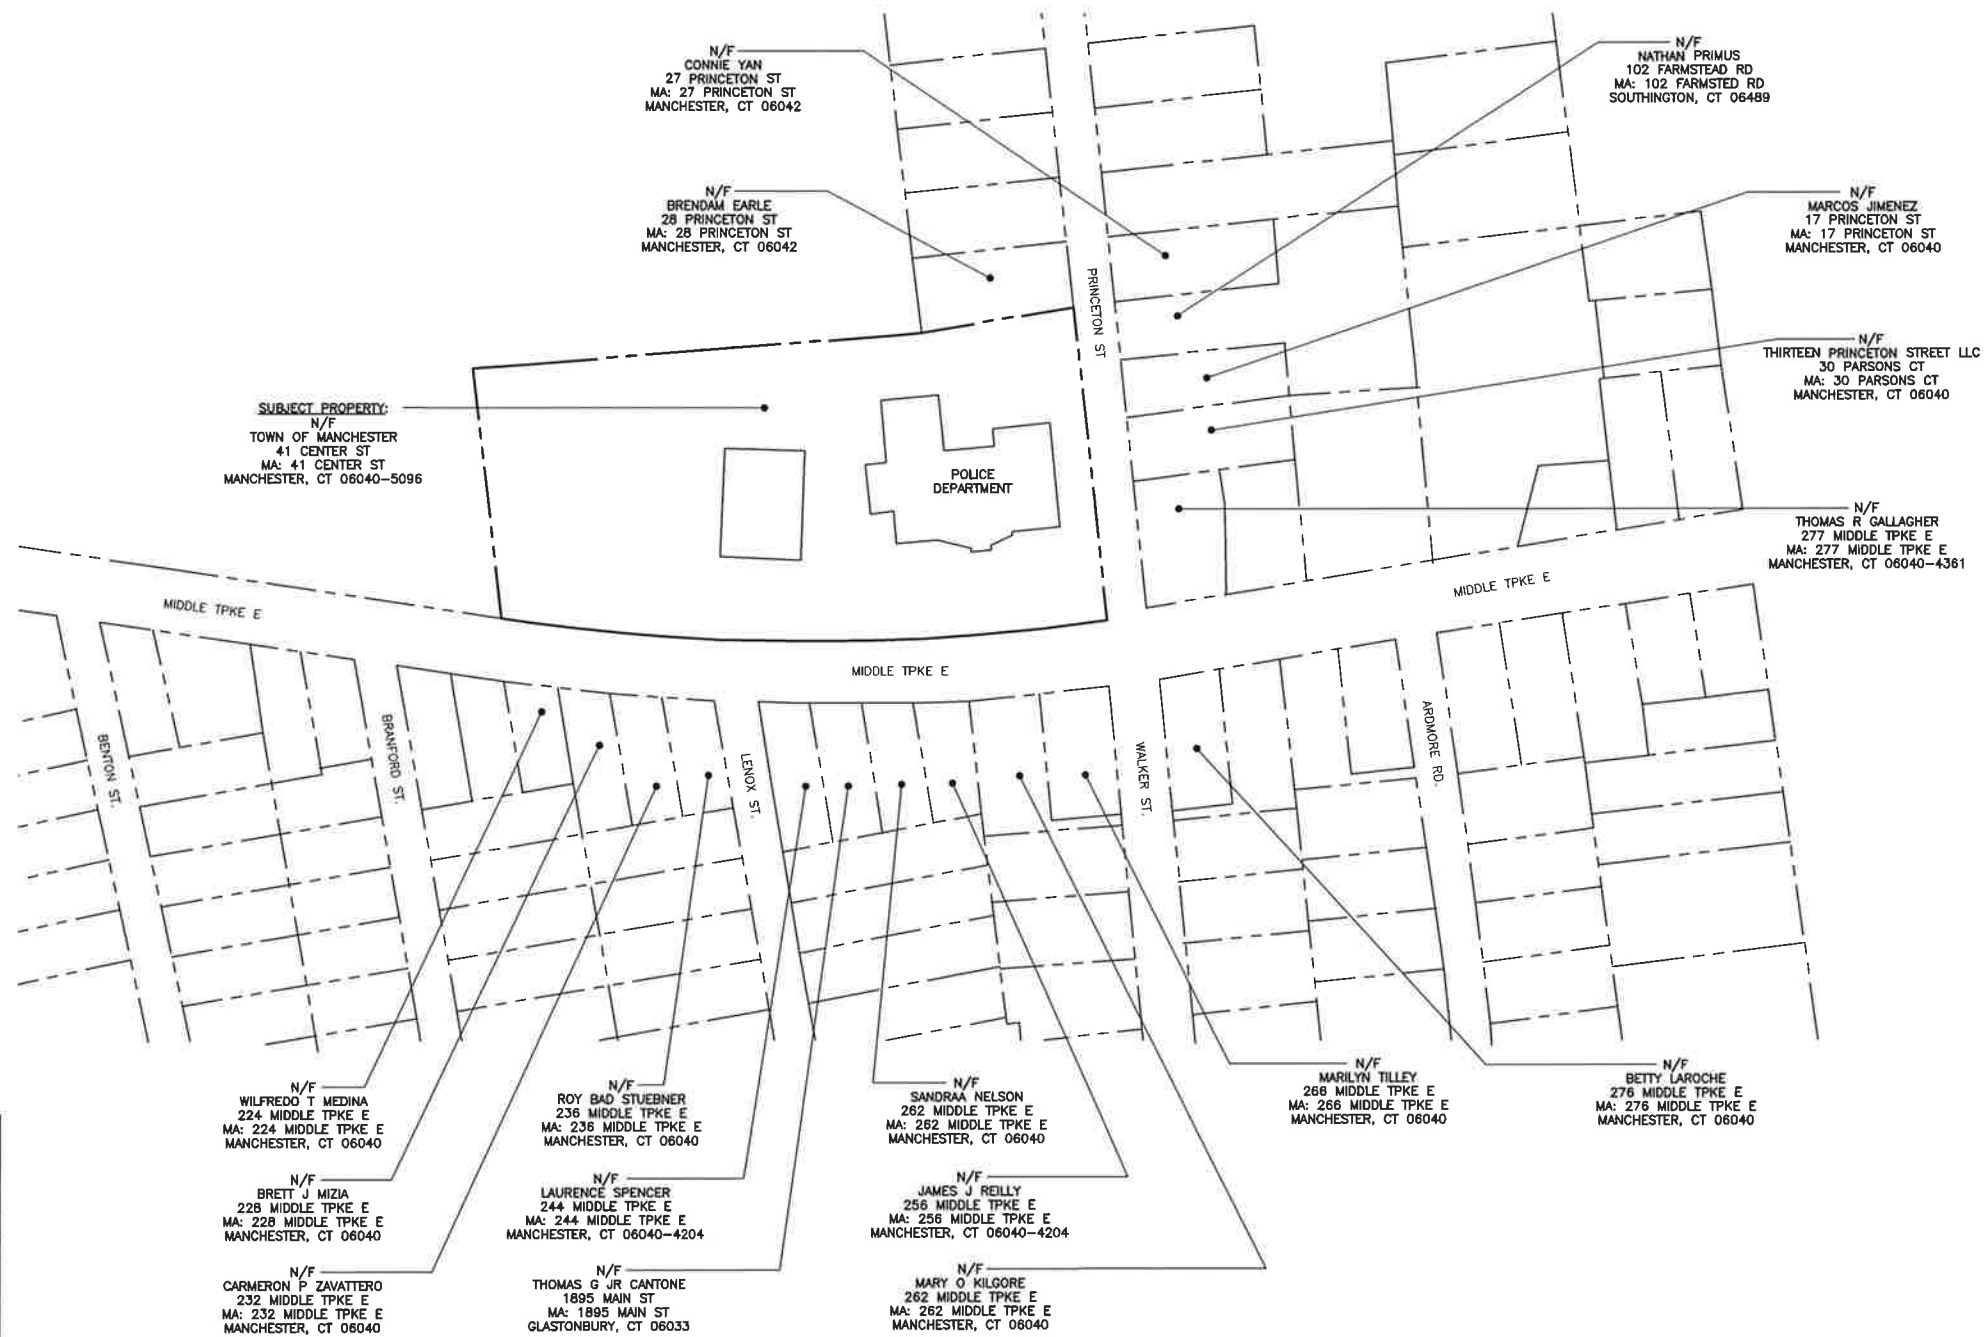 N/F
CONNIE YAN
27 PRINCETON ST
MA: 27 PRINCETON ST
MANCHESTER, CT 06042
N/F
NATHAN PRIMUS
102 FARMSTEAD RD
MA: 102 FARMSTED RD
SOUTHINGTON, CT 06489
N/F
BRENDAM EARLE
28 PRINCETON ST
MA: 28 PRINCETON ST
MANCHESTER, CT 06042
N/F
MARCOS JIMENEZ
17 PRINCETON ST
MA: 17 PRINCETON ST
MANCHESTER, CT 06040
PRINCETON ST
N/F
THIRTEEN PRINCETON STREET LLC
30 PARSONS CT
MA: 30 PARSONS CT
MANCHESTER, CT 06040
SUBJECT PROPERTY:
N/F
TOWN OF MANCHESTER
41 CENTER ST
MA: 41 CENTER ST
MANCHESTER, CT 06040-5096
POLICE
DEPARTMENT
N/F
THOMAS R GALLAGHER
277 MIDDLE TPKE E
MA: 277 MIDDLE TPKE E
MANCHESTER, CT 06040-4361
MIDDLE TPKE E
MIDDLE TPKE E
MIDDLE TPKE E
BENTON ST.
BRANFORD ST.
LENOX ST.
WALKER ST.
ARDMORE RD.
N/F
WILFREDO T MEDINA
224 MIDDLE TPKE E
MA: 224 MIDDLE TPKE E
MANCHESTER, CT 06040
N/F
ROY BAD STUEBNER
236 MIDDLE TPKE E
MA: 236 MIDDLE TPKE E
MANCHESTER, CT 06040
N/F
SANDRAA NELSON
262 MIDDLE TPKE E
MA: 262 MIDDLE TPKE E
MANCHESTER, CT 06040
N/F
MARILYN TILLEY
266 MIDDLE TPKE E
MA: 266 MIDDLE TPKE E
MANCHESTER, CT 06040
N/F
BETTY LAROCHE
276 MIDDLE TPKE E
MA: 276 MIDDLE TPKE E
MANCHESTER, CT 06040
N/F
BRETT J MIZIA
228 MIDDLE TPKE E
MA: 228 MIDDLE TPKE E
MANCHESTER, CT 06040
N/F
LAURENCE SPENCER
244 MIDDLE TPKE E
MA: 244 MIDDLE TPKE E
MANCHESTER, CT 06040-4204
N/F
JAMES J REILLY
256 MIDDLE TPKE E
MA: 256 MIDDLE TPKE E
MANCHESTER, CT 06040-4204
N/F
CARMERON P ZAVATTERO
232 MIDDLE TPKE E
MA: 232 MIDDLE TPKE E
MANCHESTER, CT 06040
N/F
THOMAS G JR CANTONE
1895 MAIN ST
MA: 1895 MAIN ST
GLASTONBURY, CT 06033
N/F
MARY O KILGORE
262 MIDDLE TPKE E
MA: 262 MIDDLE TPKE E
MANCHESTER, CT 06040